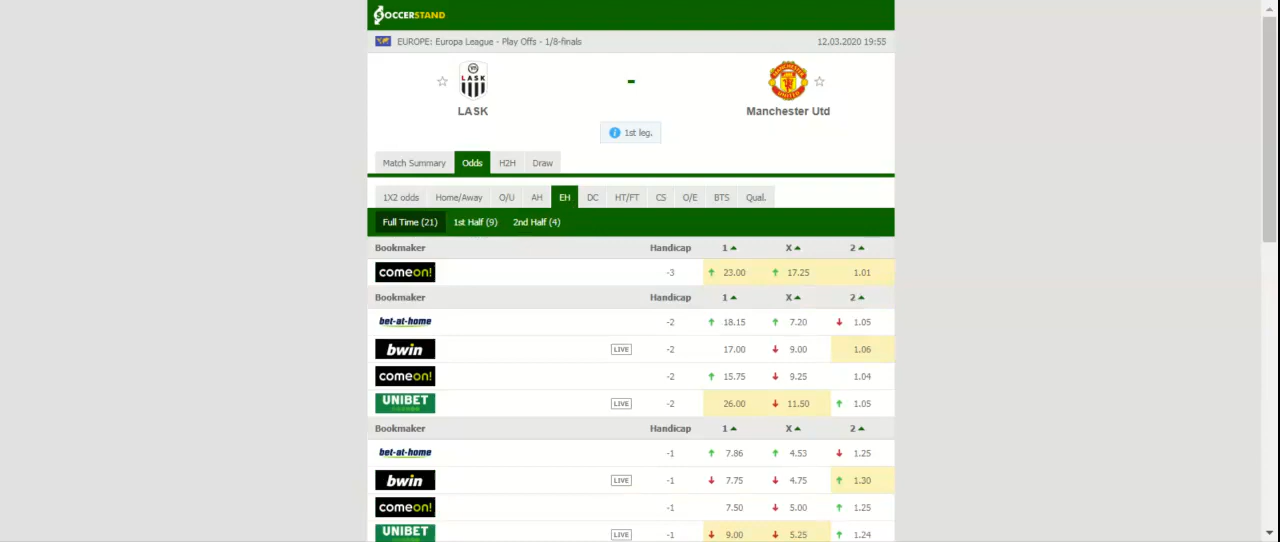 SOCCERSTAND
EUROPE: Europa League - Play Offs - 1/8-finals 12.03.2020 19:55
LASK
-
LASK Manchester Utd
1st leg.
Match Summary Odds H2H Draw
1X2 odds Home/Away O/U AH EH DC HT/FT CS O/E BTS Qual.
Full Time (21) 1st Half (9) 2nd Half (4)
Bookmaker Handicap 1 X 2
comeon! -3 23.00 17.25 1.01
Bookmaker Handicap 1 X 2
bet-at-home -2 18.15 7.20 1.05
bwin LIVE -2 17.00 9.00 1.06
comeon! -2 15.75 9.25 1.04
UNIBET LIVE -2 26.00 11.50 1.05
Bookmaker Handicap 1 X 2
bet-at-home -1 7.86 4.53 1.25
bwin LIVE -1 7.75 4.75 1.30
comeon! -1 7.50 5.00 1.25
UNIBET LIVE -1 9.00 5.25 1.24